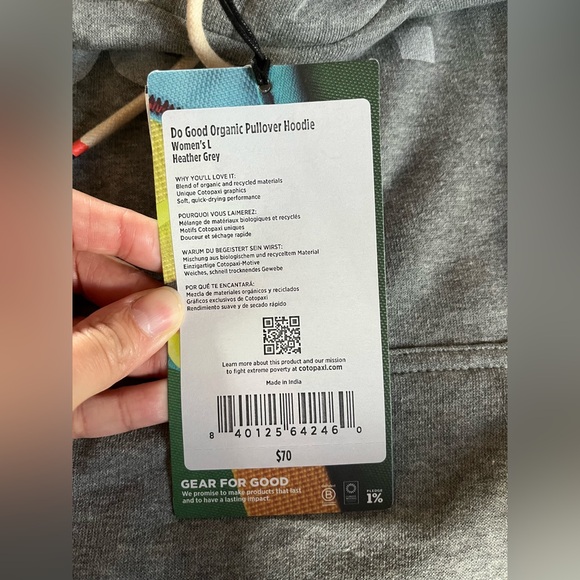 Do Good Organic Pullover Hoodie
Women's L
Heather Grey
WHY YOU'LL LOVE IT:
Blend of organic and recycled materials
Unique Cotopaxi graphics
Soft, quick-drying performance
POURQUOI VOUS L'AIMEREZ:
Mélange de matériaux biologiques et recyclés
Motifs Cotopaxi uniques
Douceur et séchage rapide
WARUM DU BEGEISTERT SEIN WIRST:
Mischung aus biologischem und recyceltem Material
Einzigartige Cotopaxi-Motive
Weiches, schnell trocknendes Gewebe
POR QUÉ TE ENCANTARÁ:
Mezcla de materiales orgánicos y reciclados
Gráficos exclusivos de Cotopaxi
Rendimiento suave y de secado rápido
Learn more about this product and our mission
to fight extreme poverty at cotopaxi.com
Made in India
8 40125 64246 0
$70
GEAR FOR GOOD
We promise to make products that last
and to have a lasting impact.
B
PLEDGE
1%